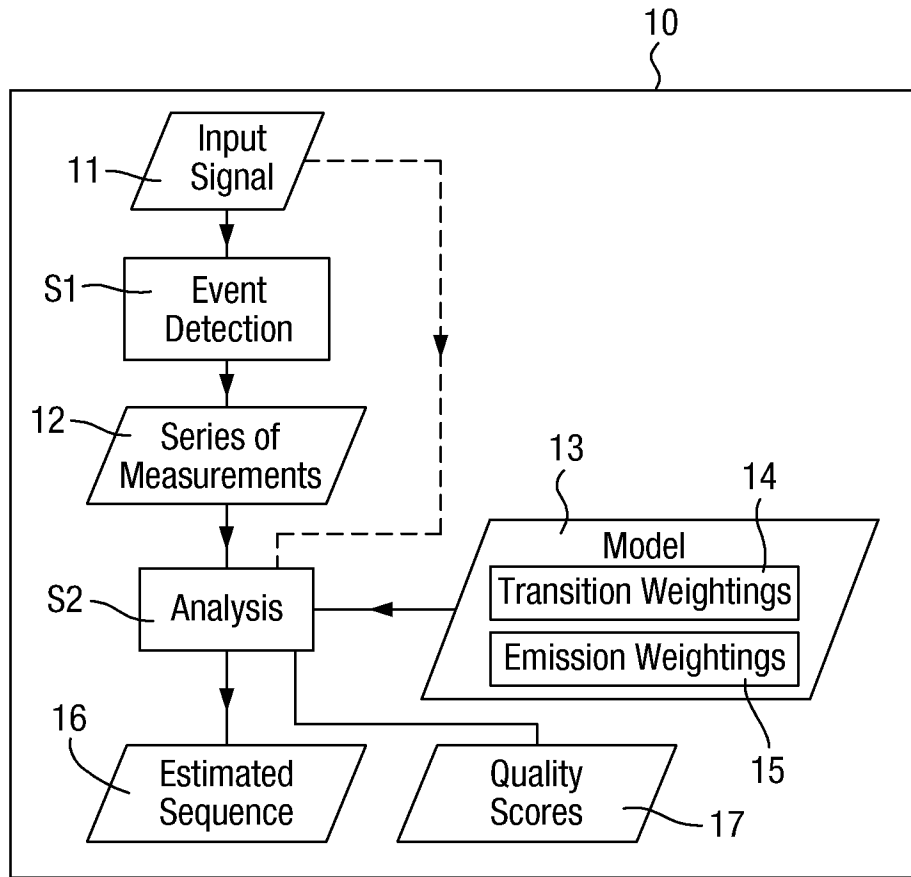 10
Input
Signal
11
S1
Event
Detection
12
Series of
Measurements
13
14
Model
Transition Weightings
S2
Analysis
Emission Weightings
15
16
Estimated
Sequence
Quality
Scores
17